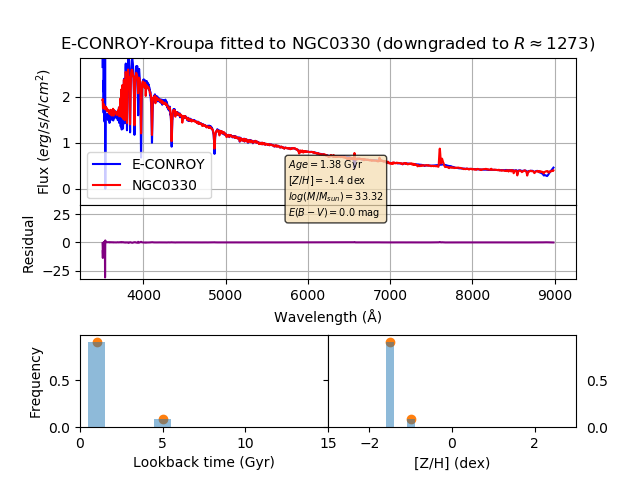 E-CONROY-Kroupa fitted to NGC0330 (downgraded to R ≈ 1273)
Flux (erg/s/A/cm²)
2
1
0
E-CONROY
NGC0330
Age = 1.38 Gyr
[Z/H] = -1.4 dex
log(M/Msun) = 33.32
E(B − V) = 0.0 mag
Residual
25
0
−25
4000 5000 6000 7000 8000 9000
Wavelength (Å)
Frequency
0.5
0.5
0.0
0 5 10 15 −2 0 2
Lookback time (Gyr) [Z/H] (dex)